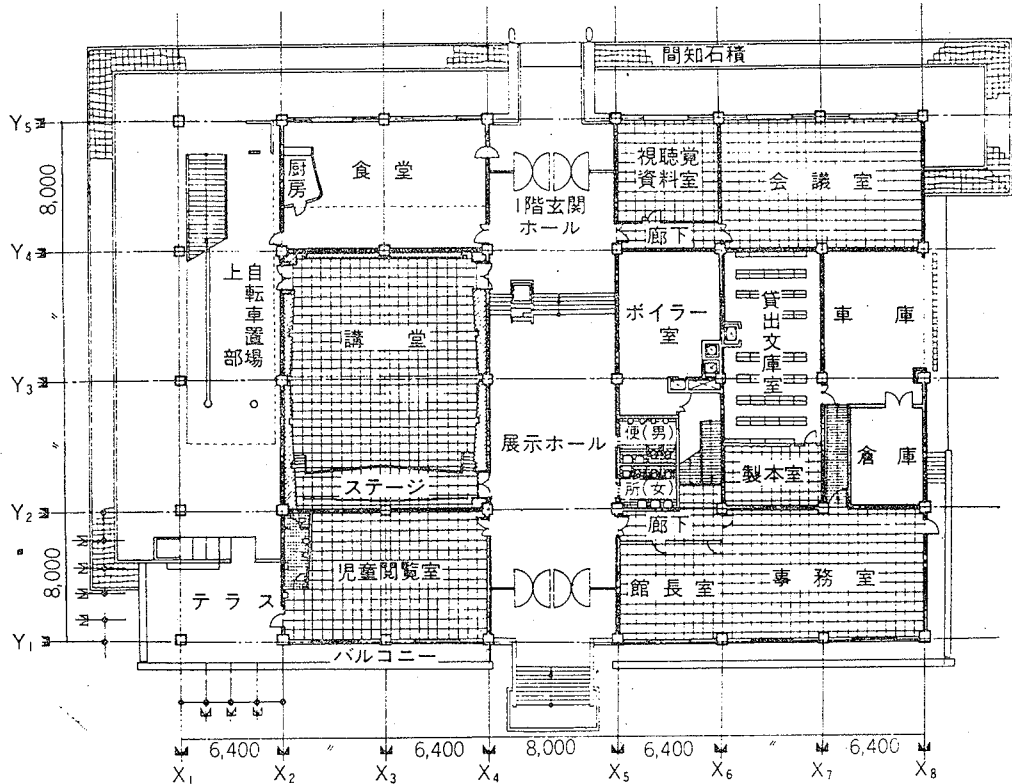 間知石積
Y5
8,000
厨房
食堂
1階玄関
ホール
視聴覚
資料室
会議室
廊下
Y4
〃
上部
自転車置場
講堂
ボイラー
室
貸出文庫室
車庫
Y3
〃
展示ホール
便(男)
所(女)
製本室
倉庫
ステージ
Y2
廊下
8,000
児童閲覧室
館長室
事務室
テラス
Y1
バルコニー
6,400
〃
6,400
8,000
6,400
〃
6,400
X1
X2
X3
X4
X5
X6
X7
X8